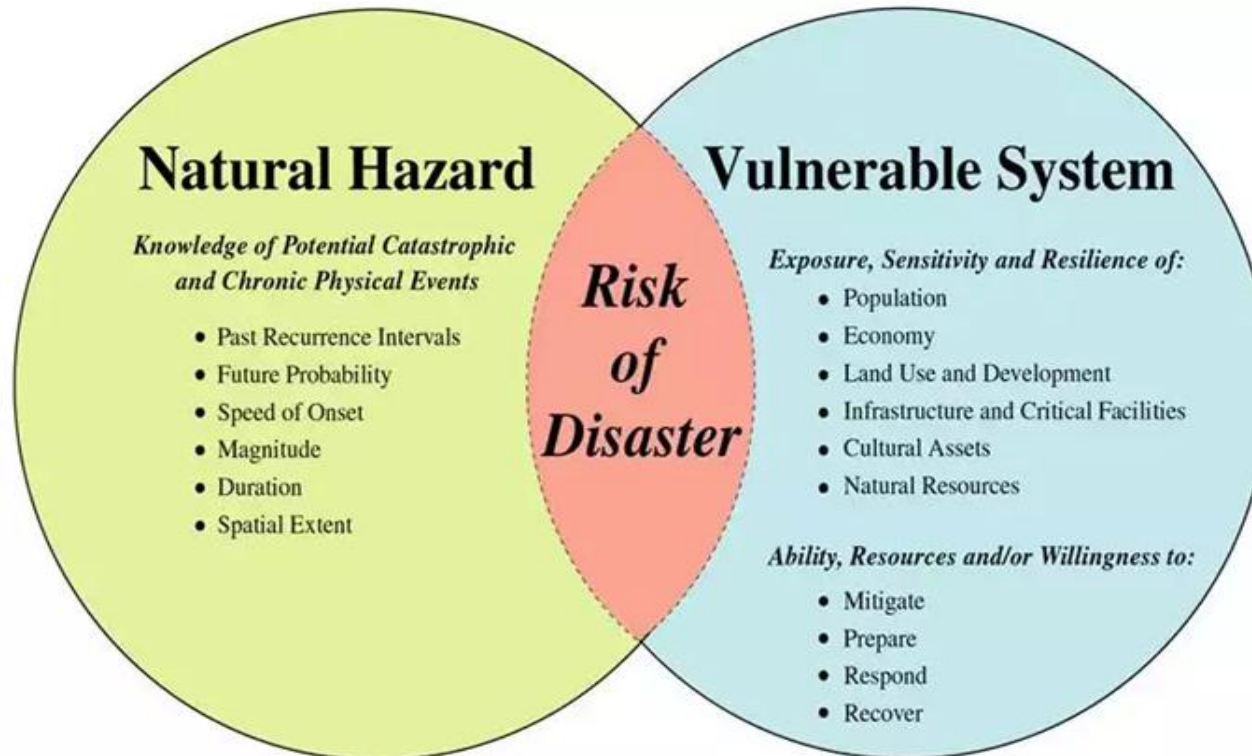 Natural Hazard
Knowledge of Potential Catastrophic
and Chronic Physical Events
• Past Recurrence Intervals
• Future Probability
• Speed of Onset
• Magnitude
• Duration
• Spatial Extent
Risk
of
Disaster
Vulnerable System
Exposure, Sensitivity and Resilience of:
• Population
• Economy
• Land Use and Development
• Infrastructure and Critical Facilities
• Cultural Assets
• Natural Resources
Ability, Resources and/or Willingness to:
• Mitigate
• Prepare
• Respond
• Recover